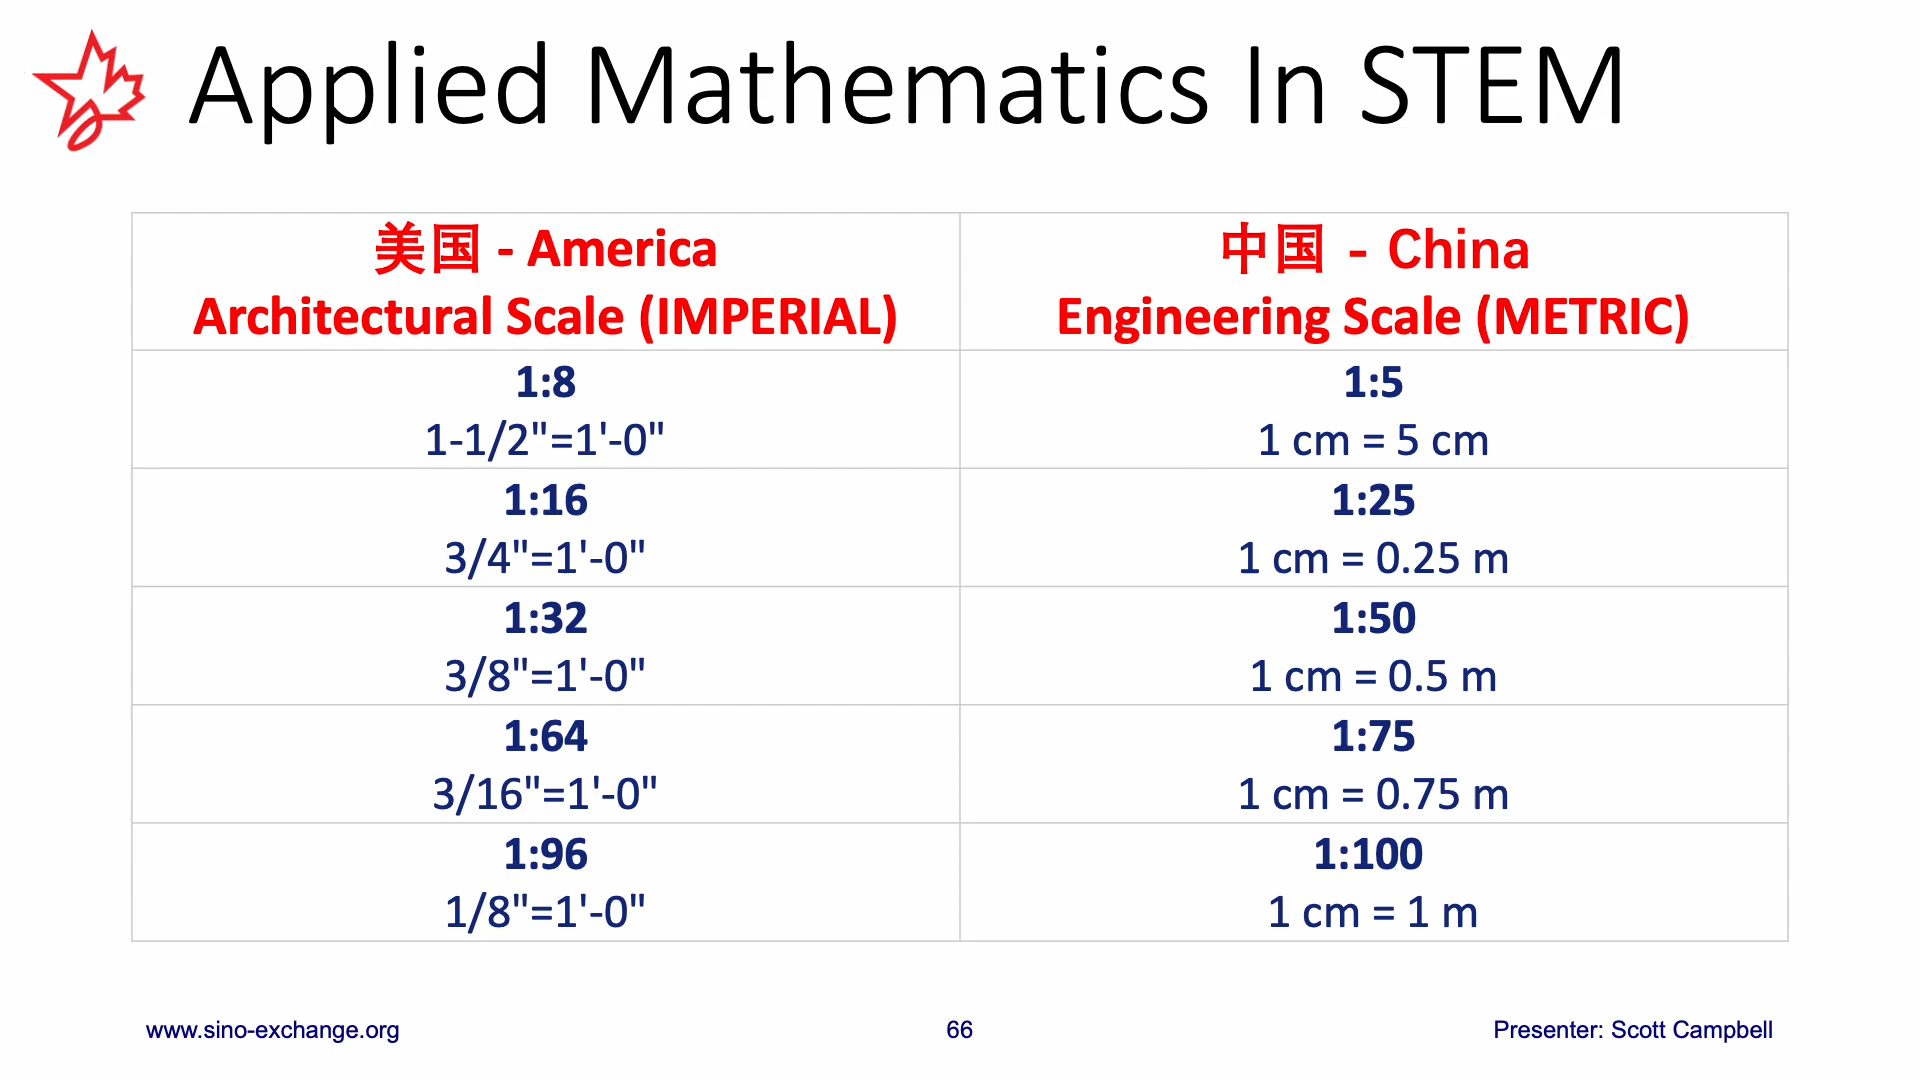 Applied Mathematics In STEM
美国 - America
Architectural Scale (IMPERIAL)
中国 - China
Engineering Scale (METRIC)
1:8
1-1/2"=1'-0"
1:5
1 cm = 5 cm
1:16
3/4"=1'-0"
1:25
1 cm = 0.25 m
1:32
3/8"=1'-0"
1:50
1 cm = 0.5 m
1:64
3/16"=1'-0"
1:75
1 cm = 0.75 m
1:96
1/8"=1'-0"
1:100
1 cm = 1 m
www.sino-exchange.org
66
Presenter: Scott Campbell